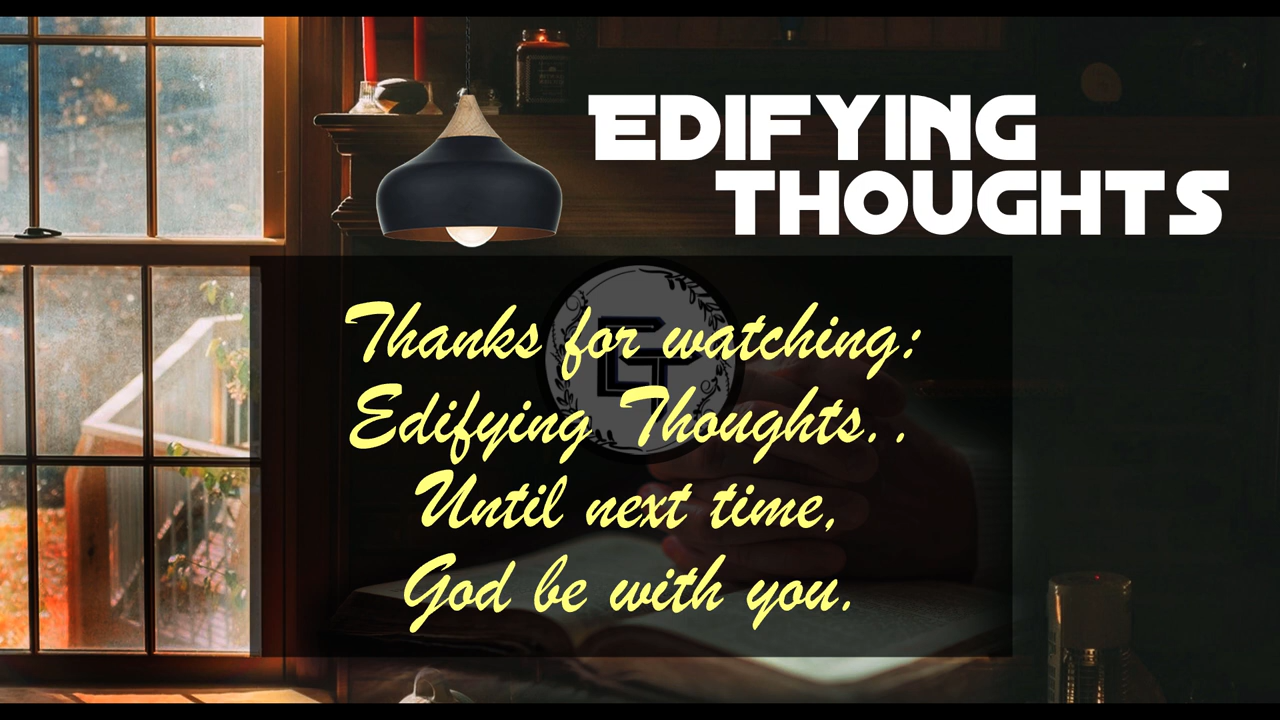 EDIFYING
THOUGHTS
Thanks for watching:
Edifying Thoughts..
Until next time,
God be with you.